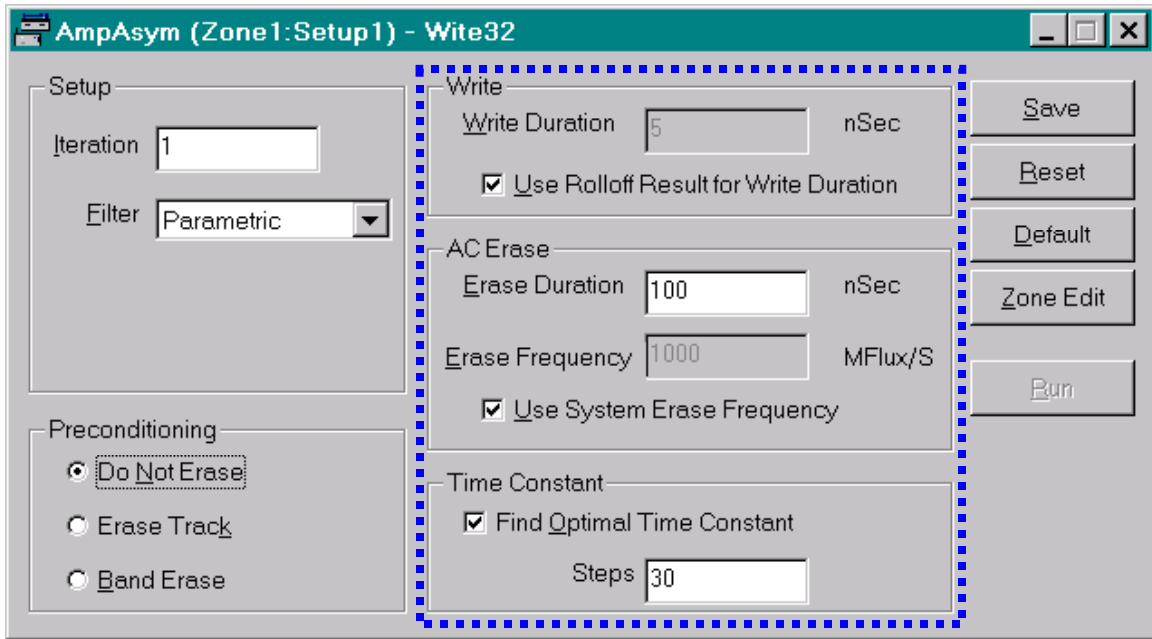 AmpAsym (Zone1:Setup1) - Wite32
Setup
Iteration 1
Filter Parametric
Preconditioning
Do Not Erase
Erase Track
Band Erase
Write
Write Duration 5 nSec
Use Rolloff Result for Write Duration
AC Erase
Erase Duration 100 nSec
Erase Frequency 1000 MFlux/S
Use System Erase Frequency
Time Constant
Find Optimal Time Constant
Steps 30
Save
Reset
Default
Zone Edit
Run